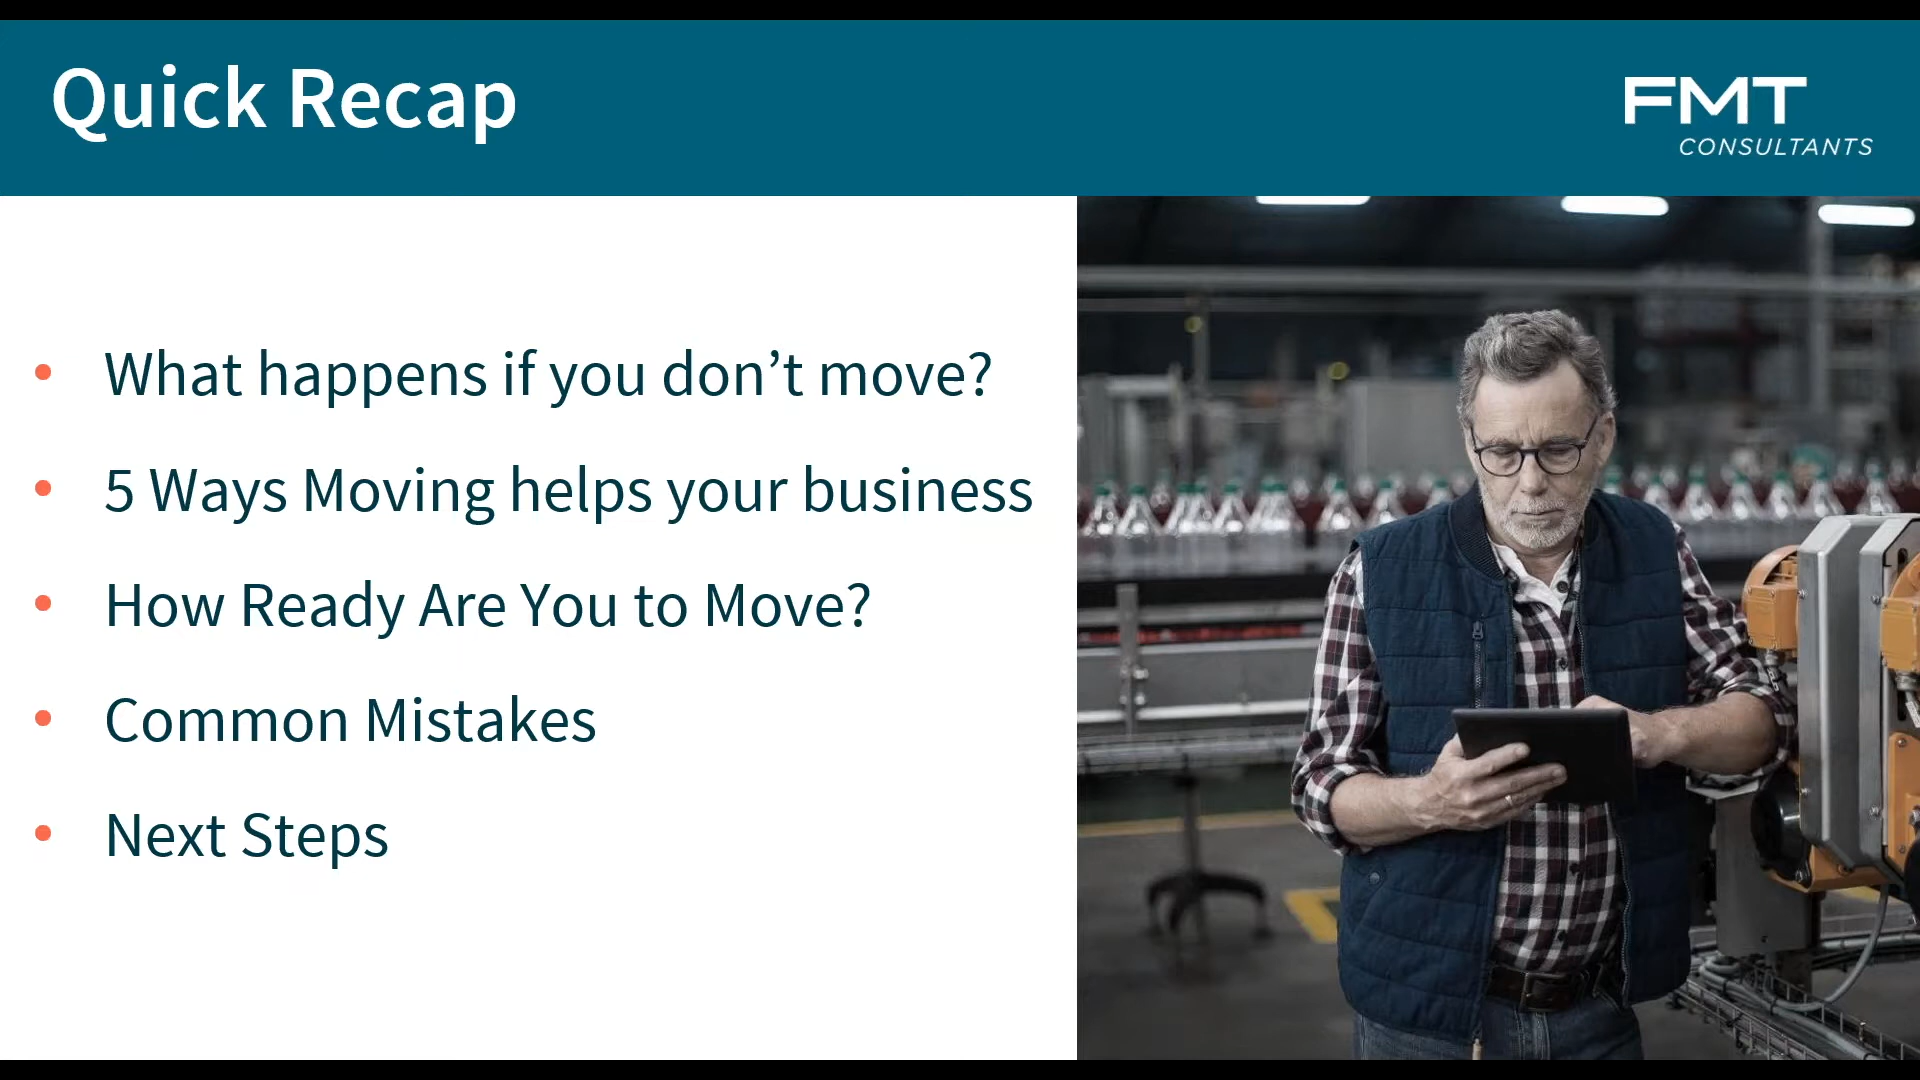 Quick Recap
FMT
CONSULTANTS
• What happens if you don’t move?
• 5 Ways Moving helps your business
• How Ready Are You to Move?
• Common Mistakes
• Next Steps